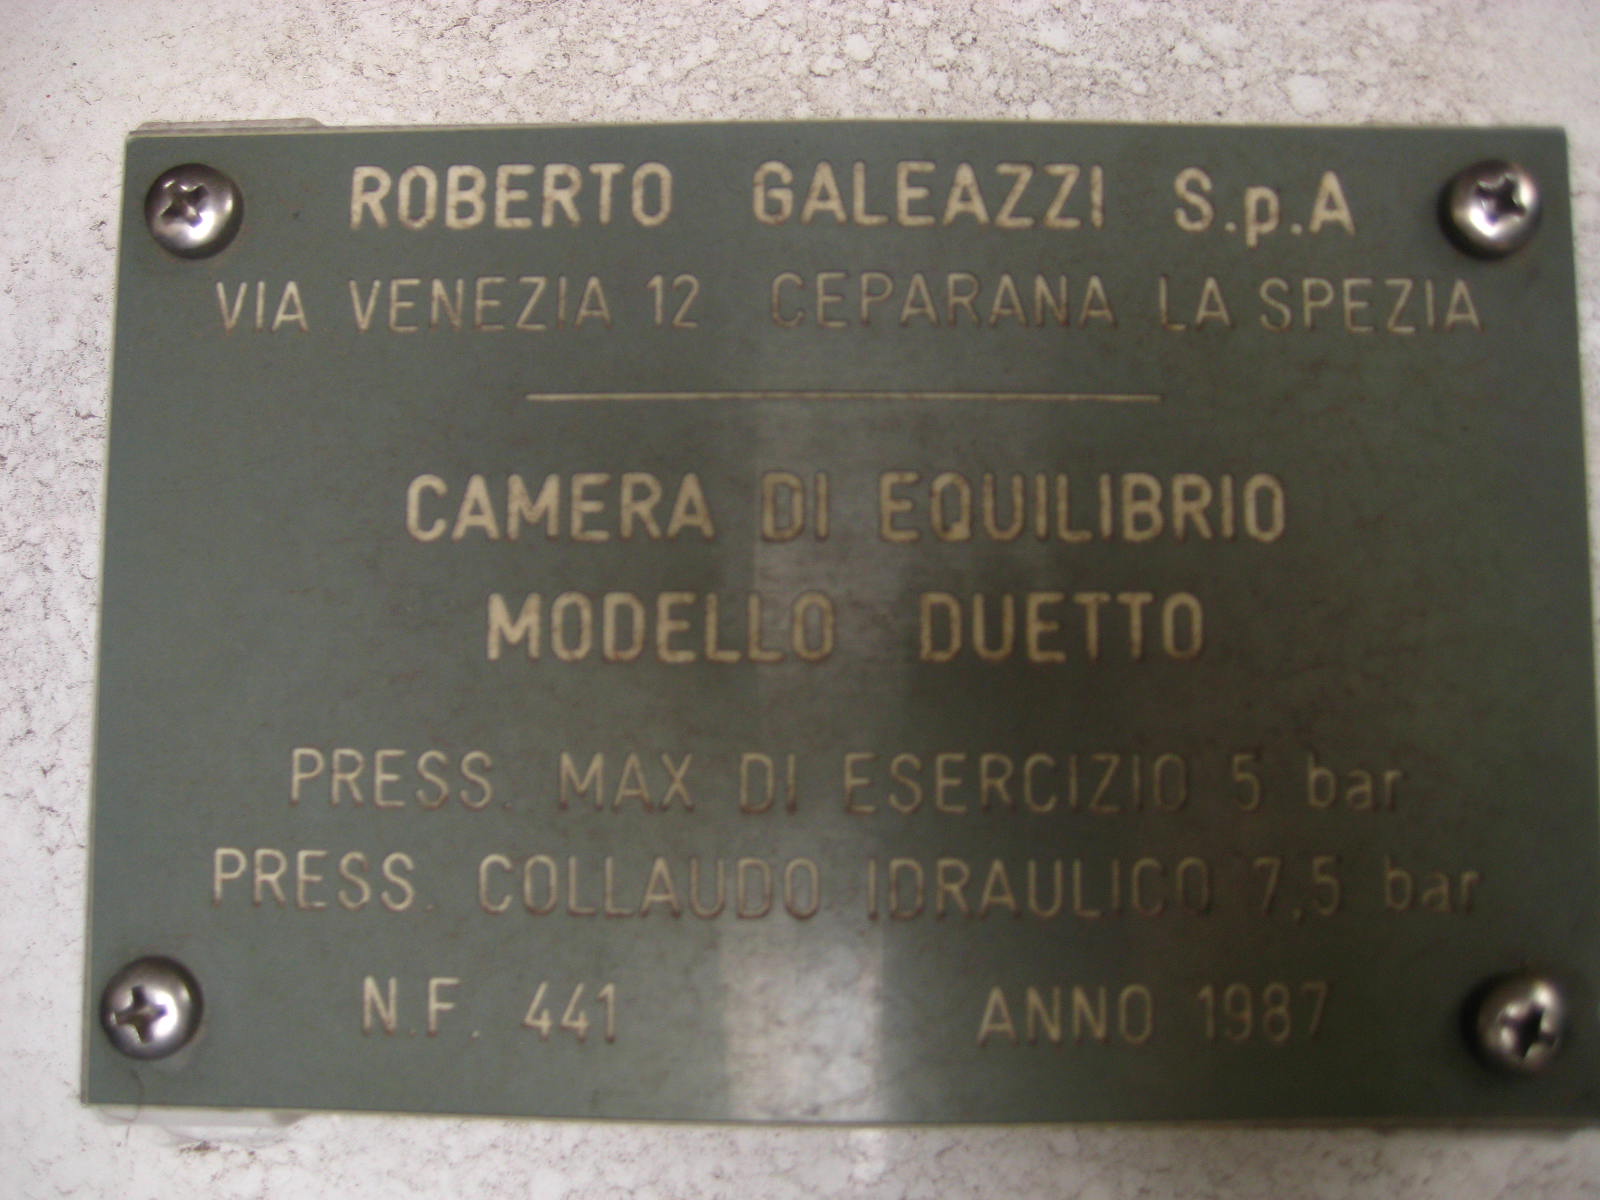 ROBERTO GALEAZZI S.p.A
VIA VENEZIA 12 CEPARANA LA SPEZIA
CAMERA DI EQUILIBRIO
MODELLO DUETTO
PRESS. MAX DI ESERCIZIO 5 bar
PRESS. COLLAUDO IDRAULICO 7,5 bar
N.F. 441 ANNO 1987